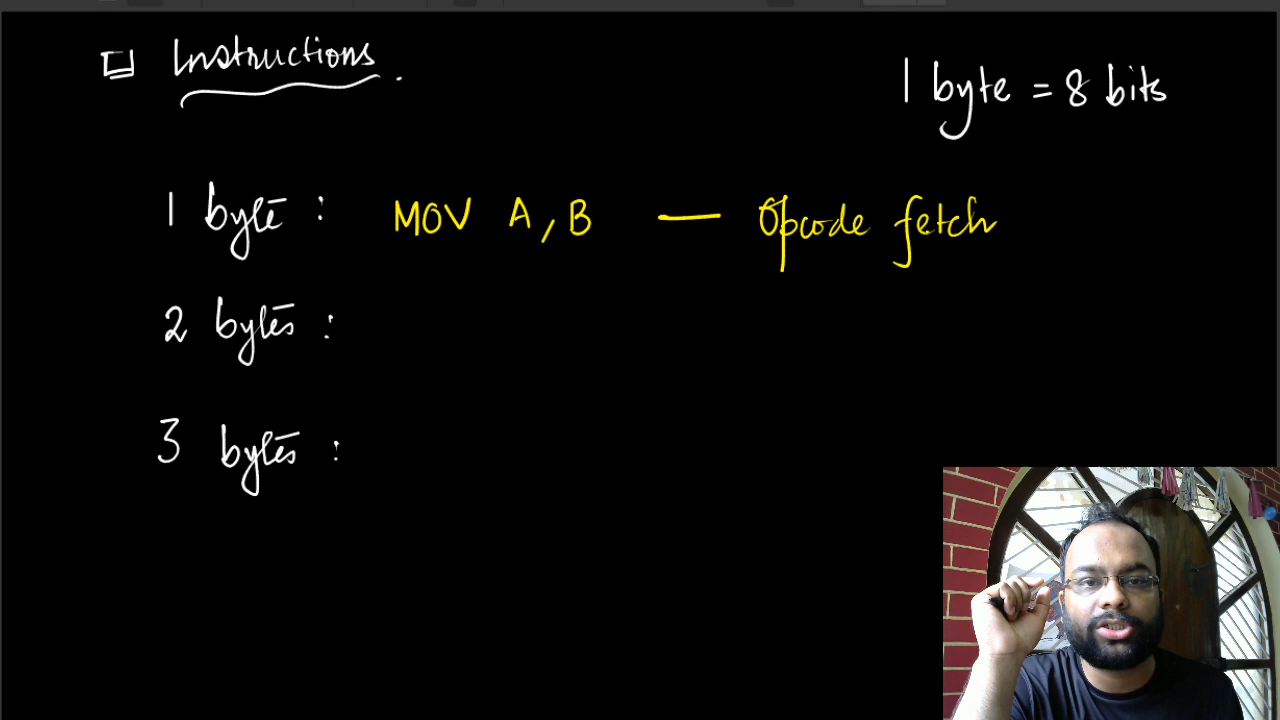 Instructions.
1 byte = 8 bits
1 byte : MOV A, B — Opcode fetch
2 bytes :
3 bytes :